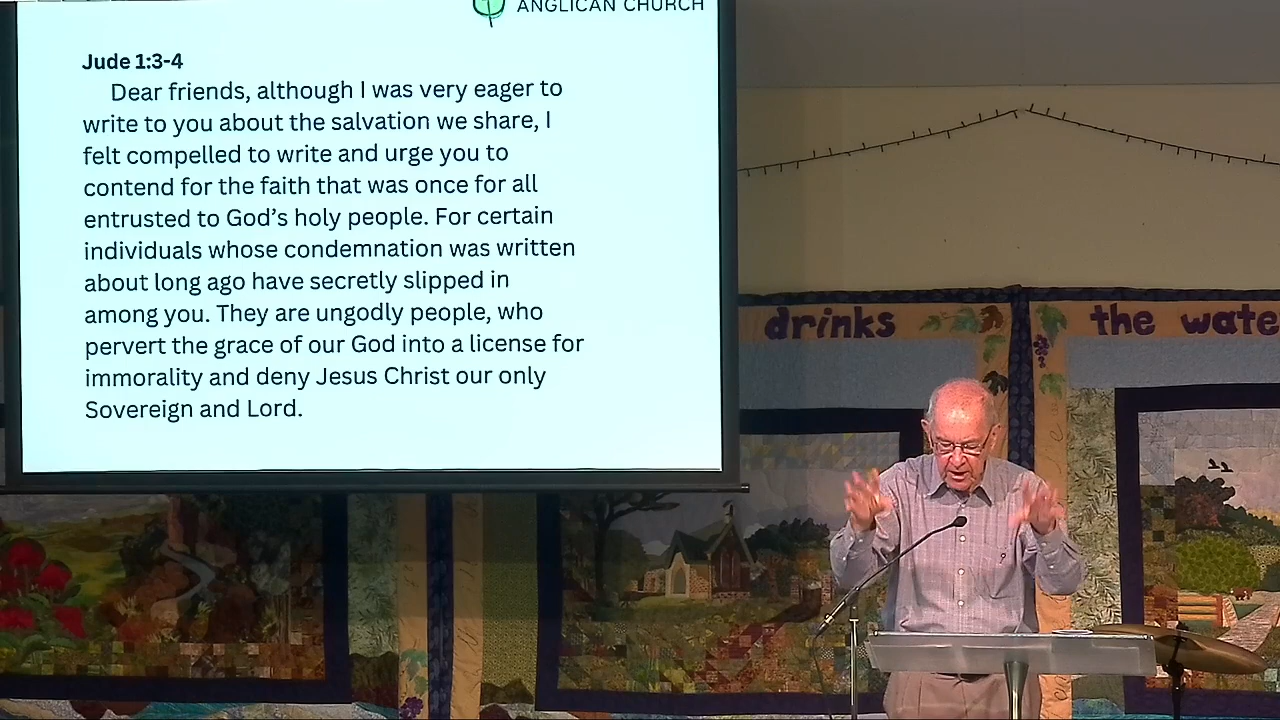 ANGLICAN CHURCH
Jude 1:3-4
Dear friends, although I was very eager to
write to you about the salvation we share, I
felt compelled to write and urge you to
contend for the faith that was once for all
entrusted to God’s holy people. For certain
individuals whose condemnation was written
about long ago have secretly slipped in
among you. They are ungodly people, who
pervert the grace of our God into a license for
immorality and deny Jesus Christ our only
Sovereign and Lord.
drinks
the wate